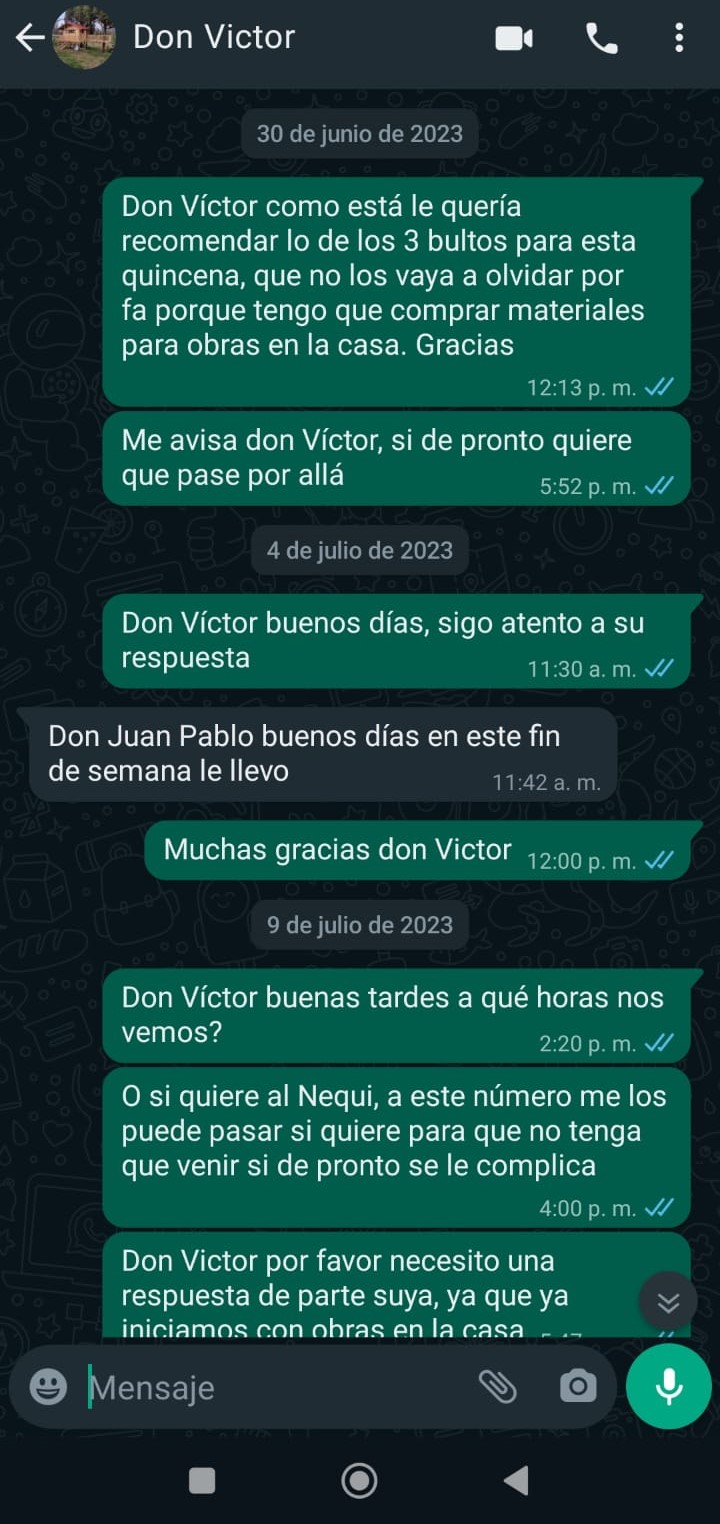 Don Victor
30 de junio de 2023
Don Víctor como está le quería
recomendar lo de los 3 bultos para esta
quincena, que no los vaya a olvidar por
fa porque tengo que comprar materiales
para obras en la casa. Gracias
12:13 p. m.
Me avisa don Víctor, si de pronto quiere
que pase por allá
5:52 p. m.
4 de julio de 2023
Don Víctor buenos días, sigo atento a su
respuesta
11:30 a. m.
Don Juan Pablo buenos días en este fin
de semana le llevo
11:42 a. m.
Muchas gracias don Victor
12:00 p. m.
9 de julio de 2023
Don Víctor buenas tardes a qué horas nos
vemos?
2:20 p. m.
O si quiere al Nequi, a este número me los
puede pasar si quiere para que no tenga
que venir si de pronto se le complica
4:00 p. m.
Don Victor por favor necesito una
respuesta de parte suya, ya que ya
iniciamos con obras en la casa
Mensaje